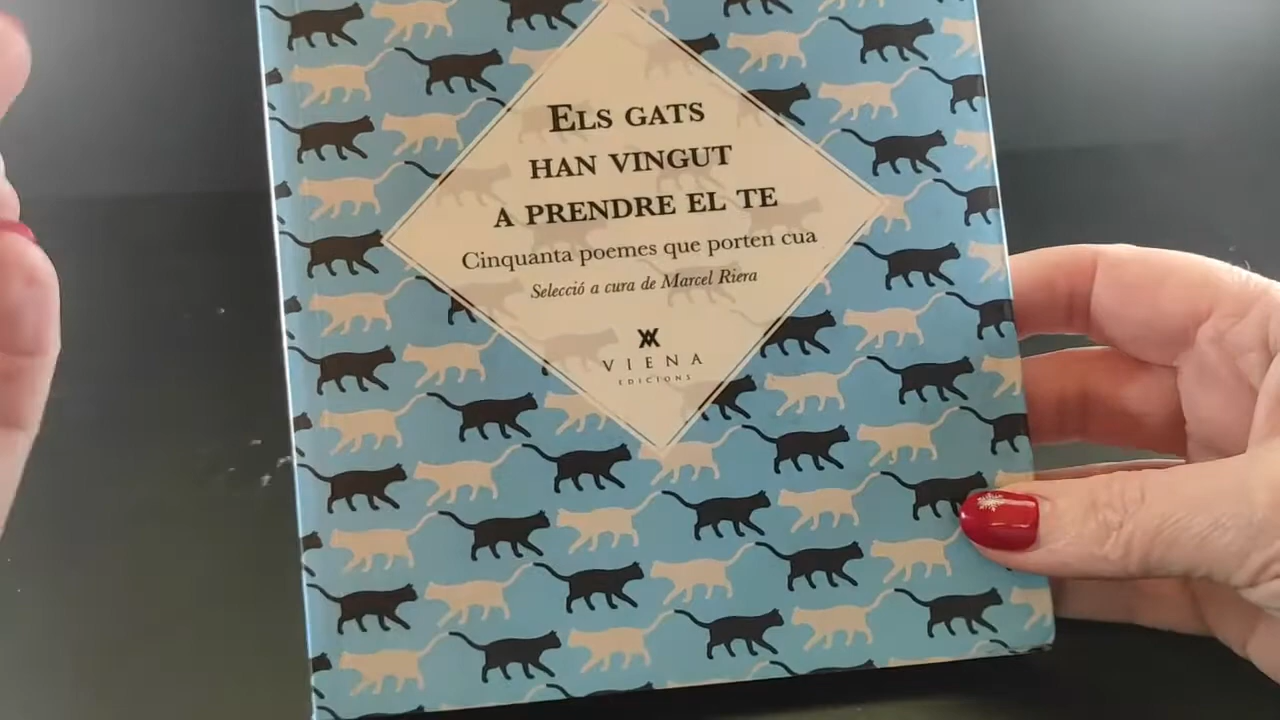 ELS GATS
HAN VINGUT
A PRENDRE EL TE
Cinquanta poemes que porten cua
Selecció a cura de Marcel Riera
VIENA
EDICIONS